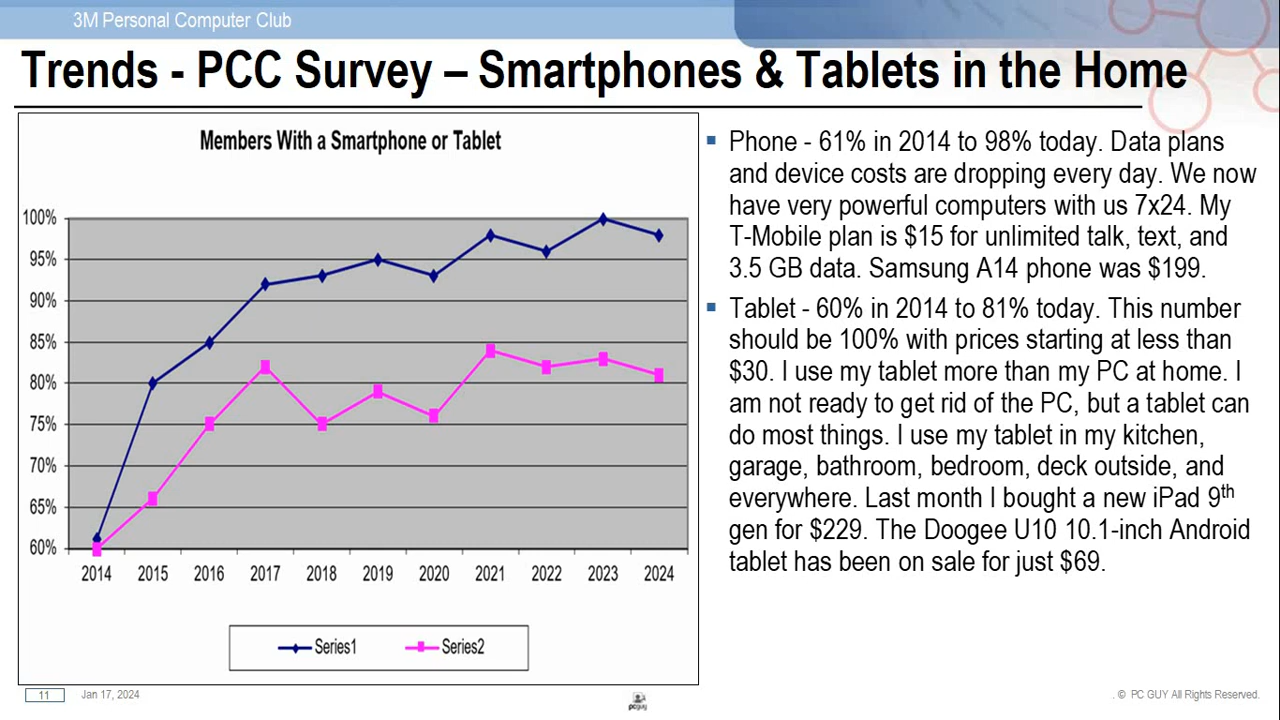 3M Personal Computer Club
Trends - PCC Survey – Smartphones & Tablets in the Home
Members With a Smartphone or Tablet
100%
95%
90%
85%
80%
75%
70%
65%
60%
2014 2015 2016 2017 2018 2019 2020 2021 2022 2023 2024
Series1 Series2
Phone - 61% in 2014 to 98% today. Data plans
and device costs are dropping every day. We now
have very powerful computers with us 7x24. My
T-Mobile plan is $15 for unlimited talk, text, and
3.5 GB data. Samsung A14 phone was $199.
Tablet - 60% in 2014 to 81% today. This number
should be 100% with prices starting at less than
$30. I use my tablet more than my PC at home. I
am not ready to get rid of the PC, but a tablet can
do most things. I use my tablet in my kitchen,
garage, bathroom, bedroom, deck outside, and
everywhere. Last month I bought a new iPad 9th
gen for $229. The Doogee U10 10.1-inch Android
tablet has been on sale for just $69.
11 Jan 17, 2024
pcguy
. © PC GUY All Rights Reserved.